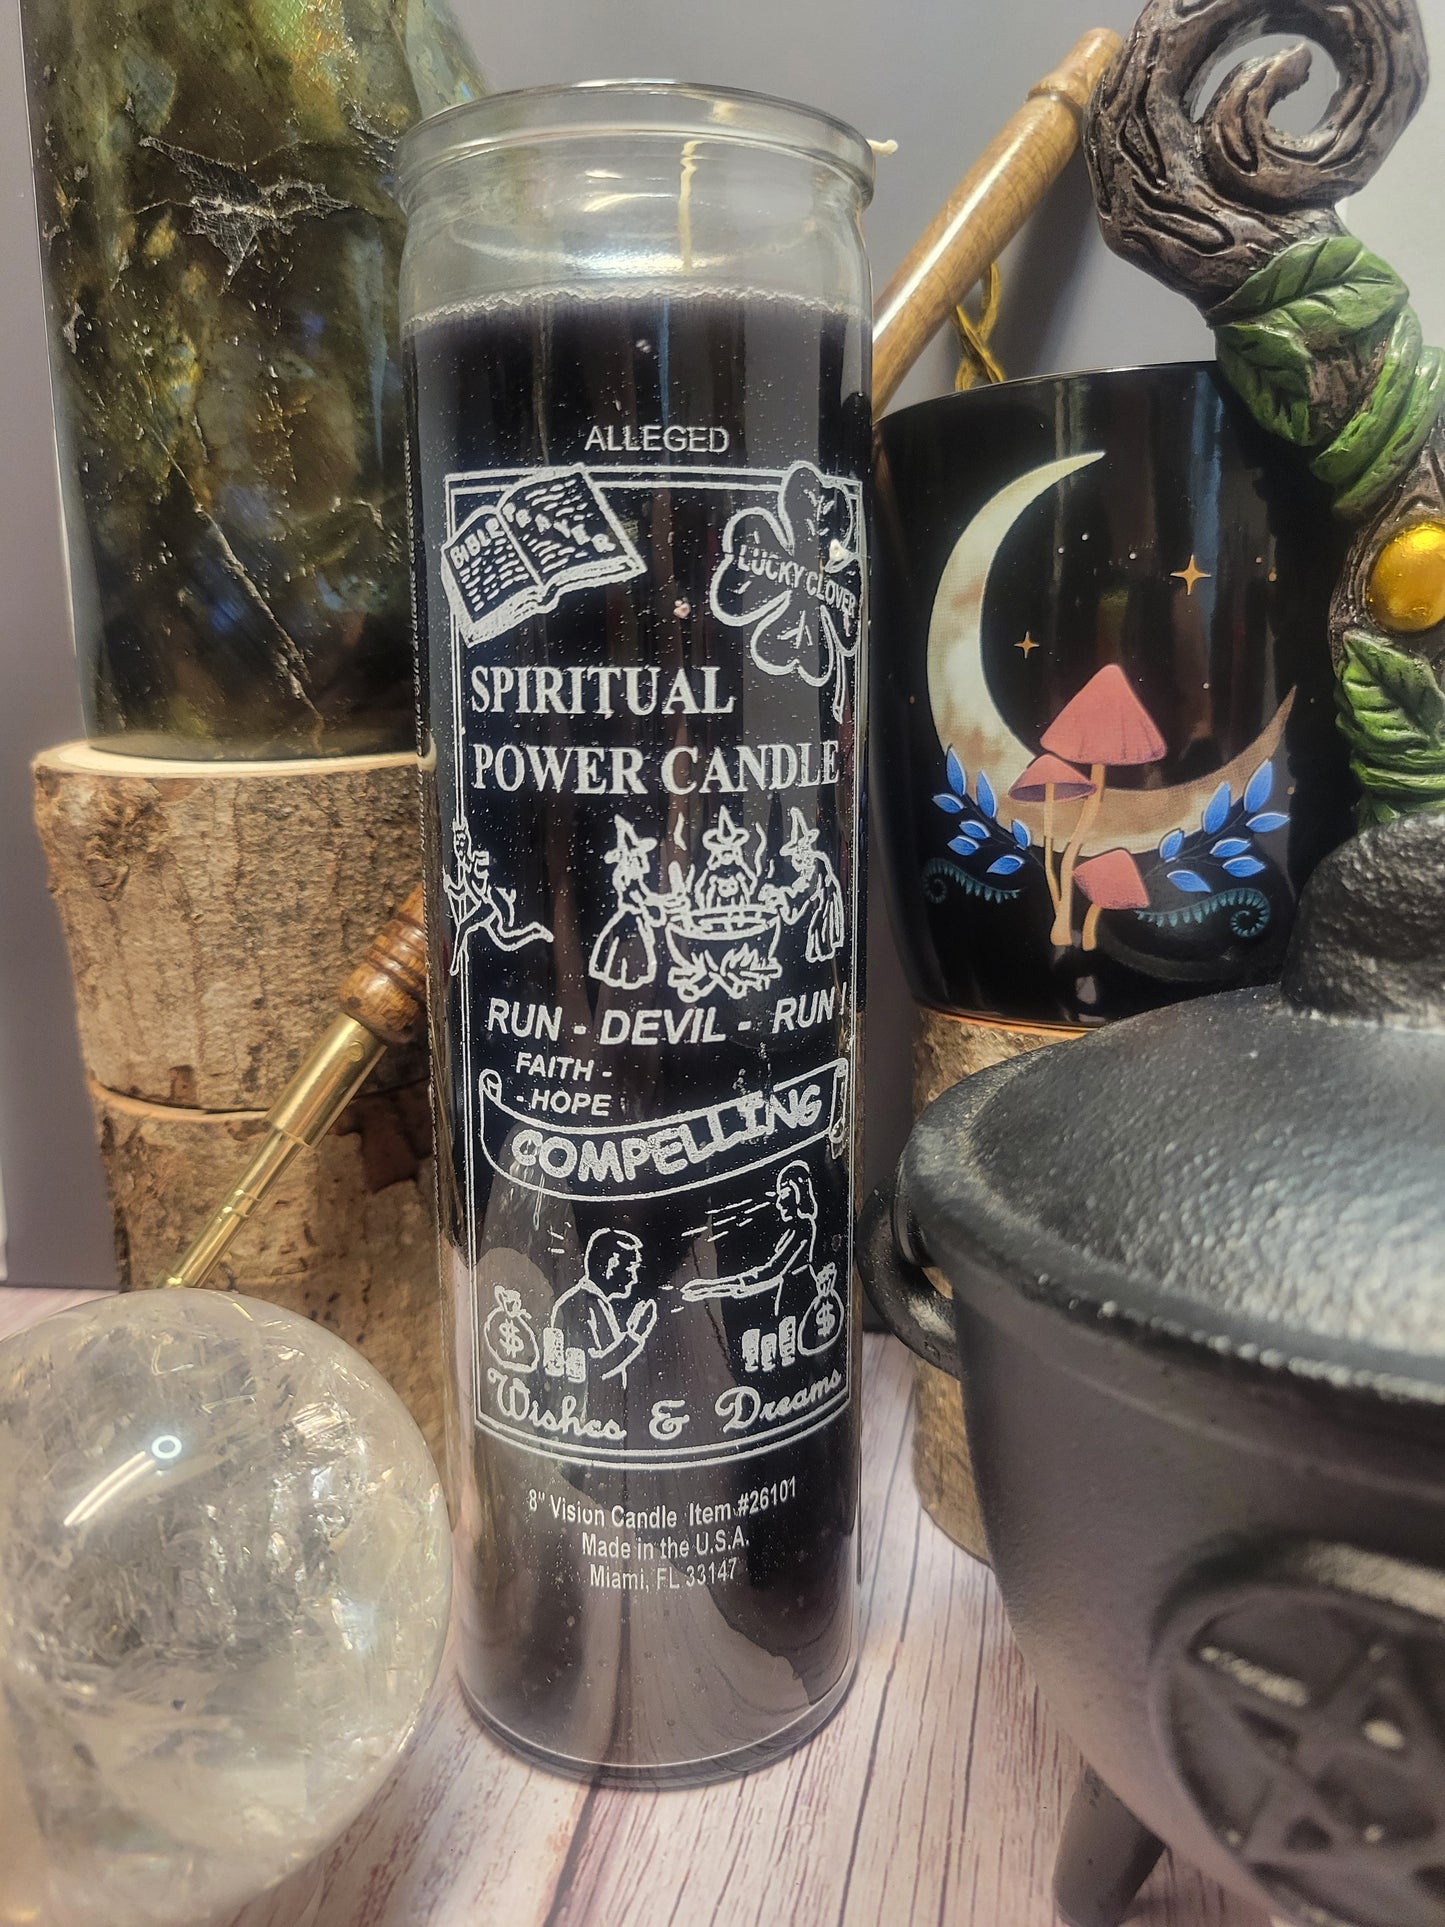 ALLEGED
BIBLE PRAYER
LUCKY CLOVER
SPIRITUAL
POWER CANDLE
RUN - DEVIL - RUN!
FAITH -
- HOPE
COMPELLING
$
$
Wishes & Dreams
8" Vision Candle Item #26101
Made in the U.S.A.
Miami, FL 33147